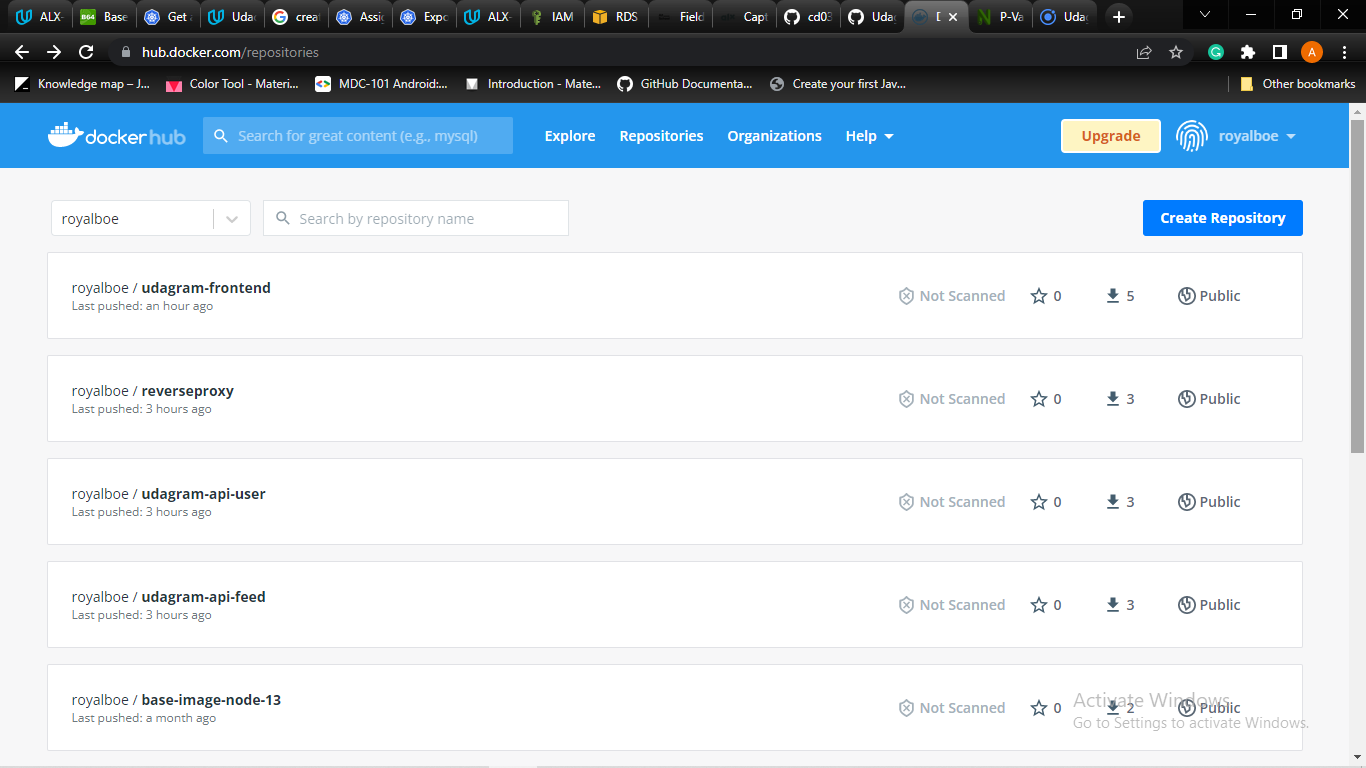 ALX-
B64 Base
Get
Uda
creat
Assig
Expo
ALX-
IAM
RDS
Field
Capt
cd03
Uda
P-Va
Udag
hub.docker.com/repositories
A
Knowledge map – J...
Color Tool - Materi...
MDC-101 Android:...
Introduction - Mate...
GitHub Documenta...
Create your first Jav...
Other bookmarks
dockerhub
Search for great content (e.g., mysql)
Explore
Repositories
Organizations
Help
Upgrade
royalboe
royalboe
Search by repository name
Create Repository
royalboe / udagram-frontend
Last pushed: an hour ago
Not Scanned
0
5
Public
royalboe / reverseproxy
Last pushed: 3 hours ago
Not Scanned
0
3
Public
royalboe / udagram-api-user
Last pushed: 3 hours ago
Not Scanned
0
3
Public
royalboe / udagram-api-feed
Last pushed: 3 hours ago
Not Scanned
0
3
Public
royalboe / base-image-node-13
Last pushed: a month ago
Not Scanned
0
2
Public
Activate Windows
Go to Settings to activate Windows.